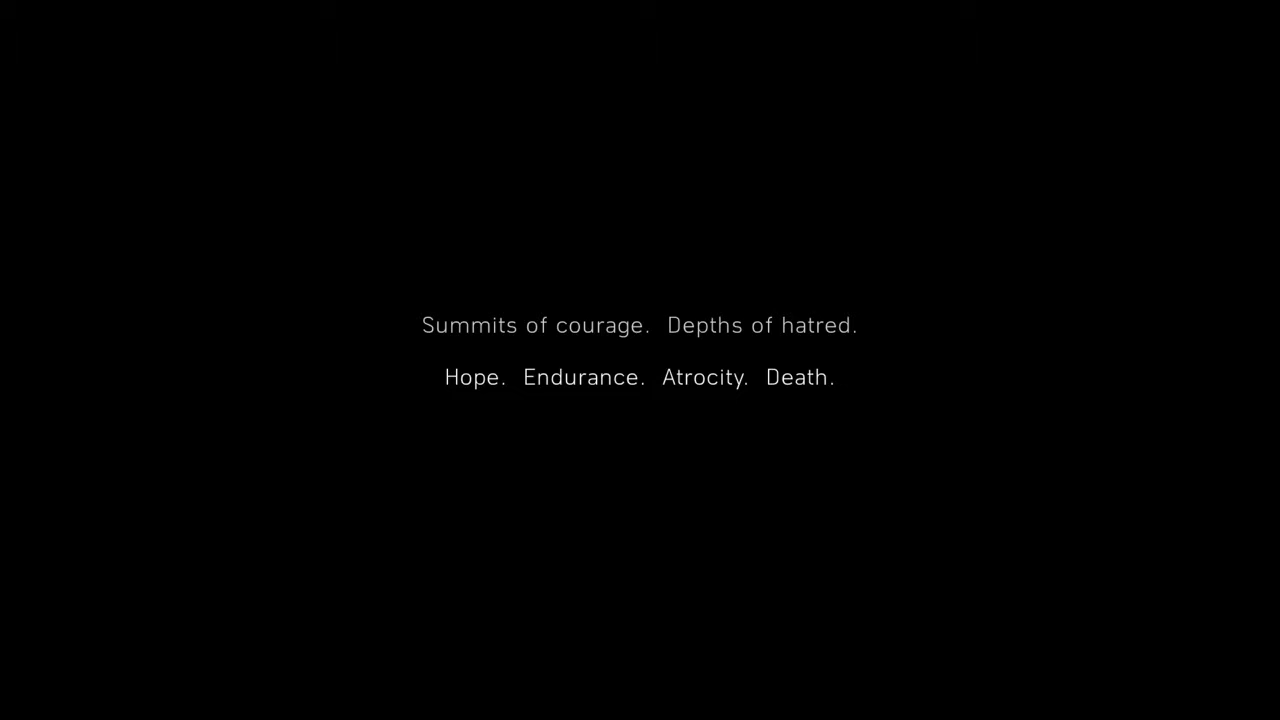 Summits of courage.  Depths of hatred.
Hope.  Endurance.  Atrocity.  Death.